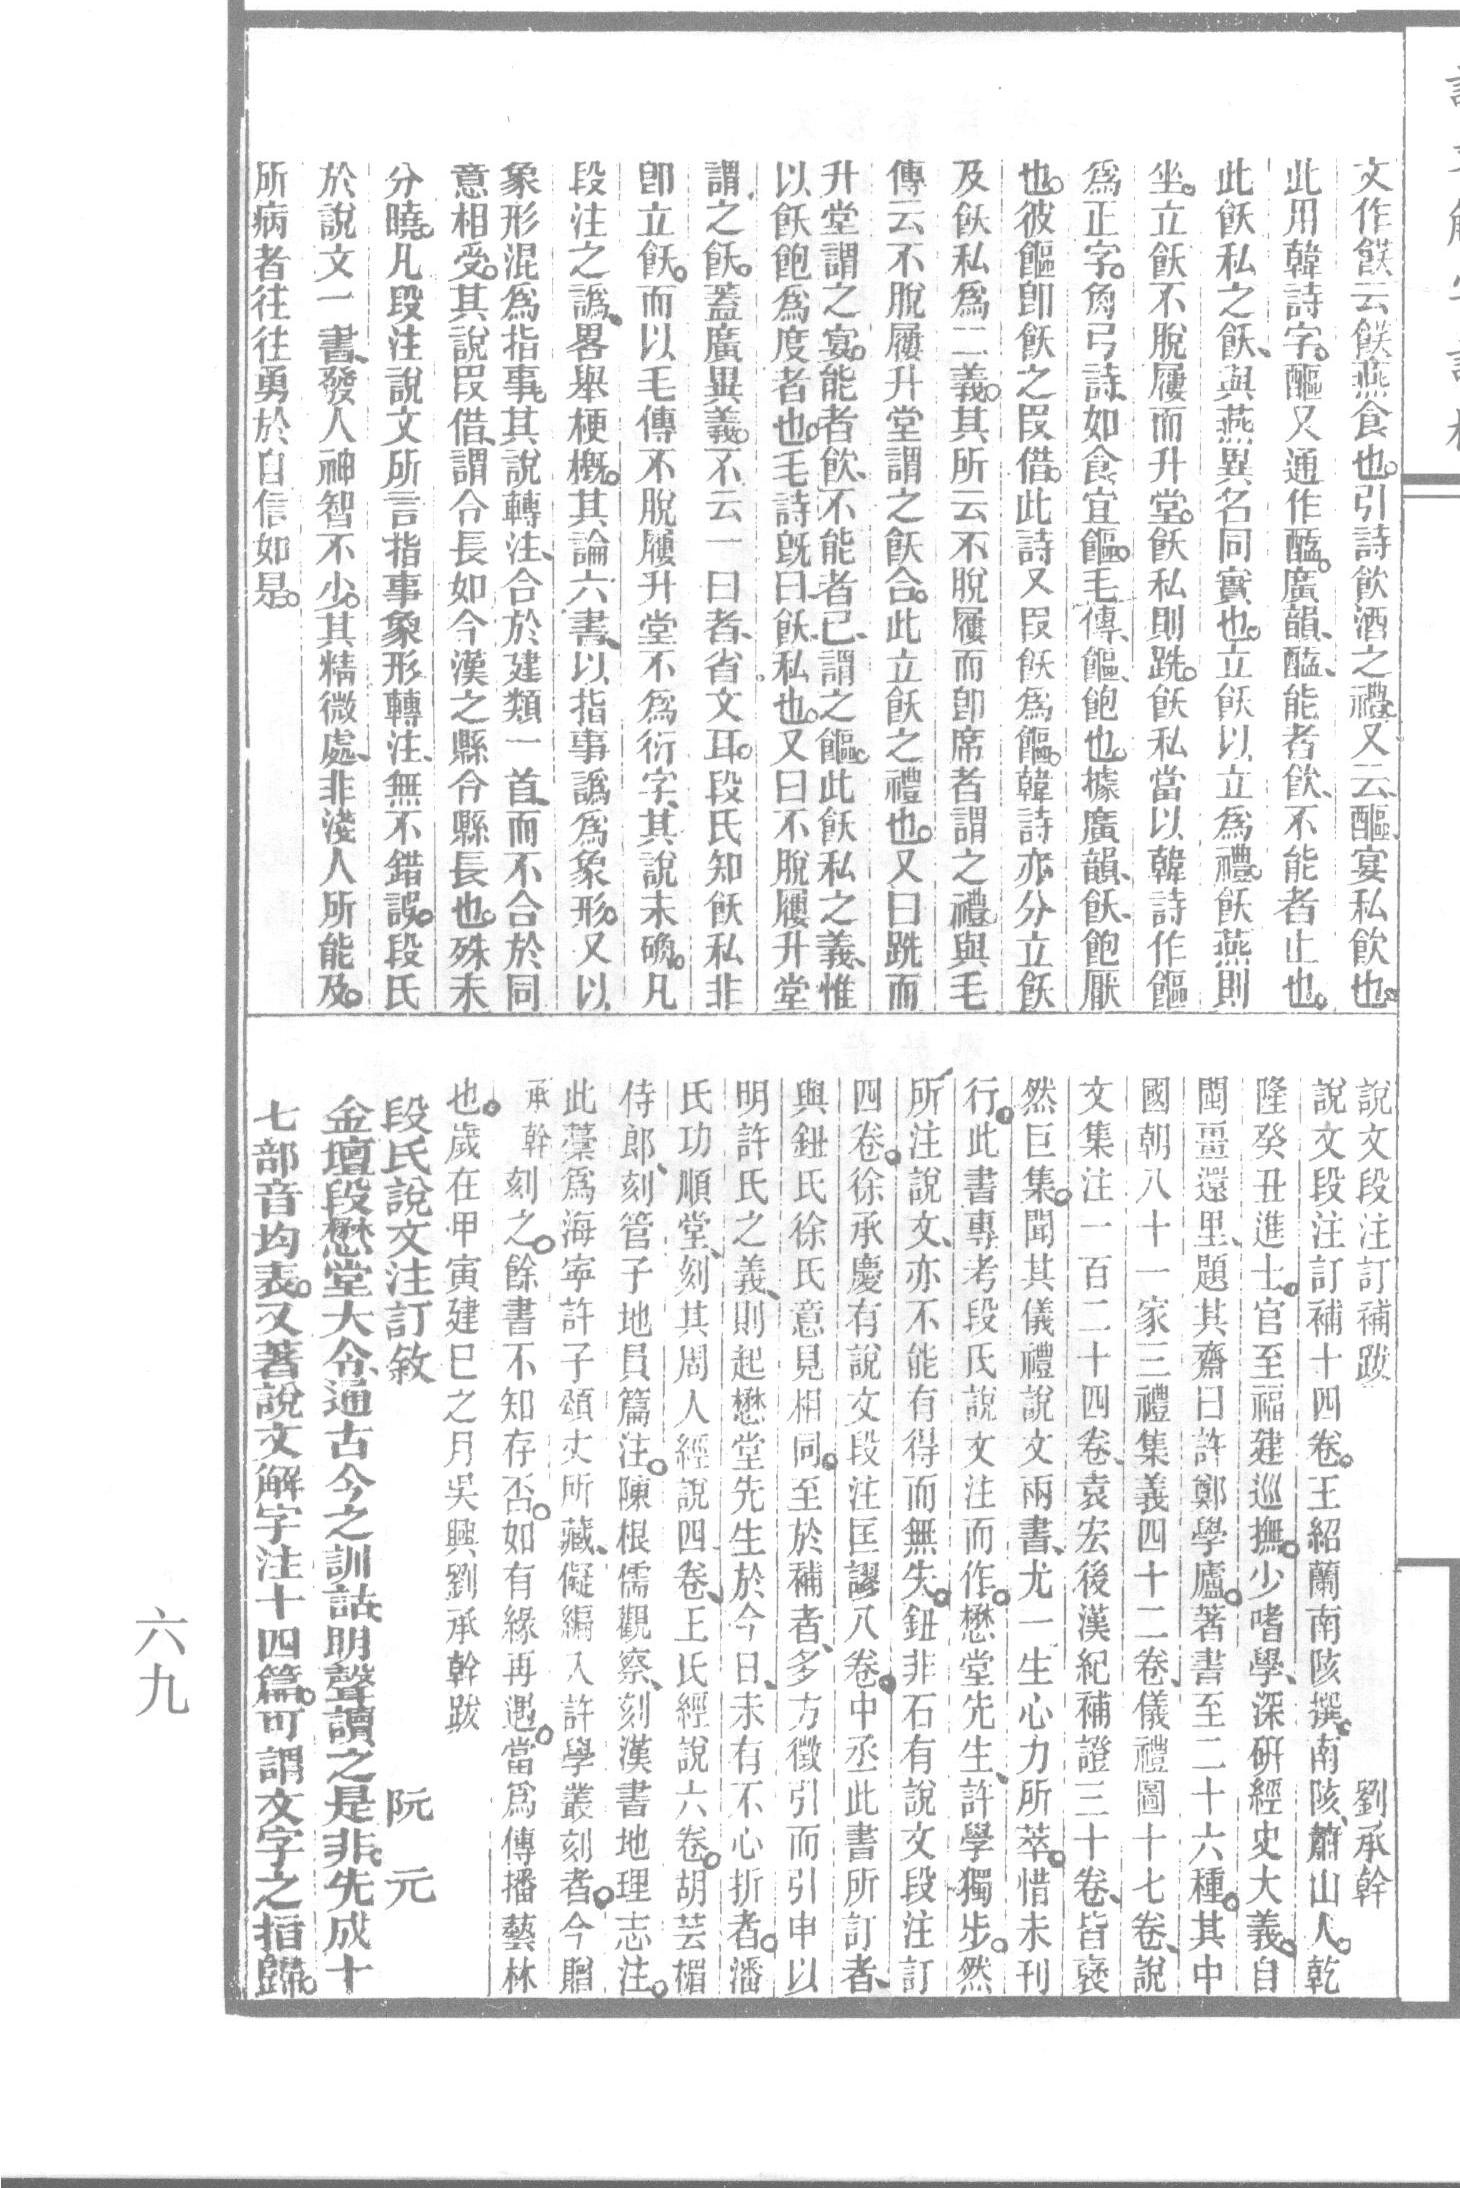 文作饫云饫燕食也。引詩飲酒之禮又云醧宴私飲也。
此用韓詩字。醧又通作醧。廣韻、醧、能者飲、不能者止也。
此飫私之飫、與燕異名同實也。立飫以立爲禮。飫燕則
坐。立飫不脫屨而升堂。飫私則跣。飫私當以韓詩作饇
爲正字。角弓詩、如食宜饇。毛傳、饇、飽也。據廣韻、飫、飽厭
也。彼饇卽飫之叚借。此詩又叚飫爲饇。韓詩亦分立飫
及飫私爲二義。其所云不脫屨而卽席者謂之禮。與毛
傳云不脫屨升堂謂之飫合。此立飫之禮也。又曰跣而
升堂謂之宴。能者飲、不能者已、謂之饇。此飫私之義、惟
以飫飽爲度者也。毛詩旣曰飫、私也。又曰不脫屨升堂
謂之飫。蓋廣異義。不云一曰者、省文耳。段氏知飫私非
卽立飫。而以毛傳不脫屨升堂不爲衍字、其說未碻。凡
段注之譌、畧舉梗槪。其論六書、以指事譌爲象形。又以
象形混爲指事。其說轉注、合於建類一首、而不合於同
意相受。其說叚借、謂令長如今漢之縣令縣長也。殊未
分曉。凡段注說文所言指事象形轉注、無不錯誤。段氏
於說文一書、發人神智不少。其精微處、非淺人所能及。
所病者往往勇於自信如是。
說文段注訂補跋　劉承幹
說文段注訂補十四卷。王紹蘭南陔撰。南陔、蕭山人。乾
隆癸丑進士。官至福建巡撫。少嗜學、深研經史大義。自
閩畺還里、題其齋曰許鄭學廬。著書至二十六種。其中
國朝八十一家三禮集義四十二卷、儀禮圖十七卷、說
文集注一百二十四卷、袁宏後漢紀補證三十卷、皆裒
然巨集。聞其儀禮說文兩書、尤一生心力所萃。惜未刊
行。此書專考段氏說文注而作。懋堂先生、許學獨步。然
所注說文、亦不能有得而無失。鈕非石有說文段注訂
四卷。徐承慶有說文段注匡謬八卷。中丞此書所訂者、
與鈕氏徐氏意見相同。至於補者、多方徵引而引申以
明許氏之義、則起懋堂先生於今日、未有不心折者。潘
氏功順堂、刻其周人經說四卷、王氏經說六卷。胡芸楣
侍郎、刻管子地員篇注。陳根儒觀察、刻漢書地理志注。
此藳爲海寧許子頌丈所藏、儗編入許學叢刻者。今贈
承幹刻之。餘書不知存否。如有緣再遇。當爲傳播藝林
也。歲在甲寅建巳之月吳興劉承幹跋
段氏說文注訂敘　阮元
金壇段懋堂大令、通古今之訓詁、明聲讀之是非。先成十
七部音均表。又著說文解字注十四篇。可謂文字之指歸。
六九